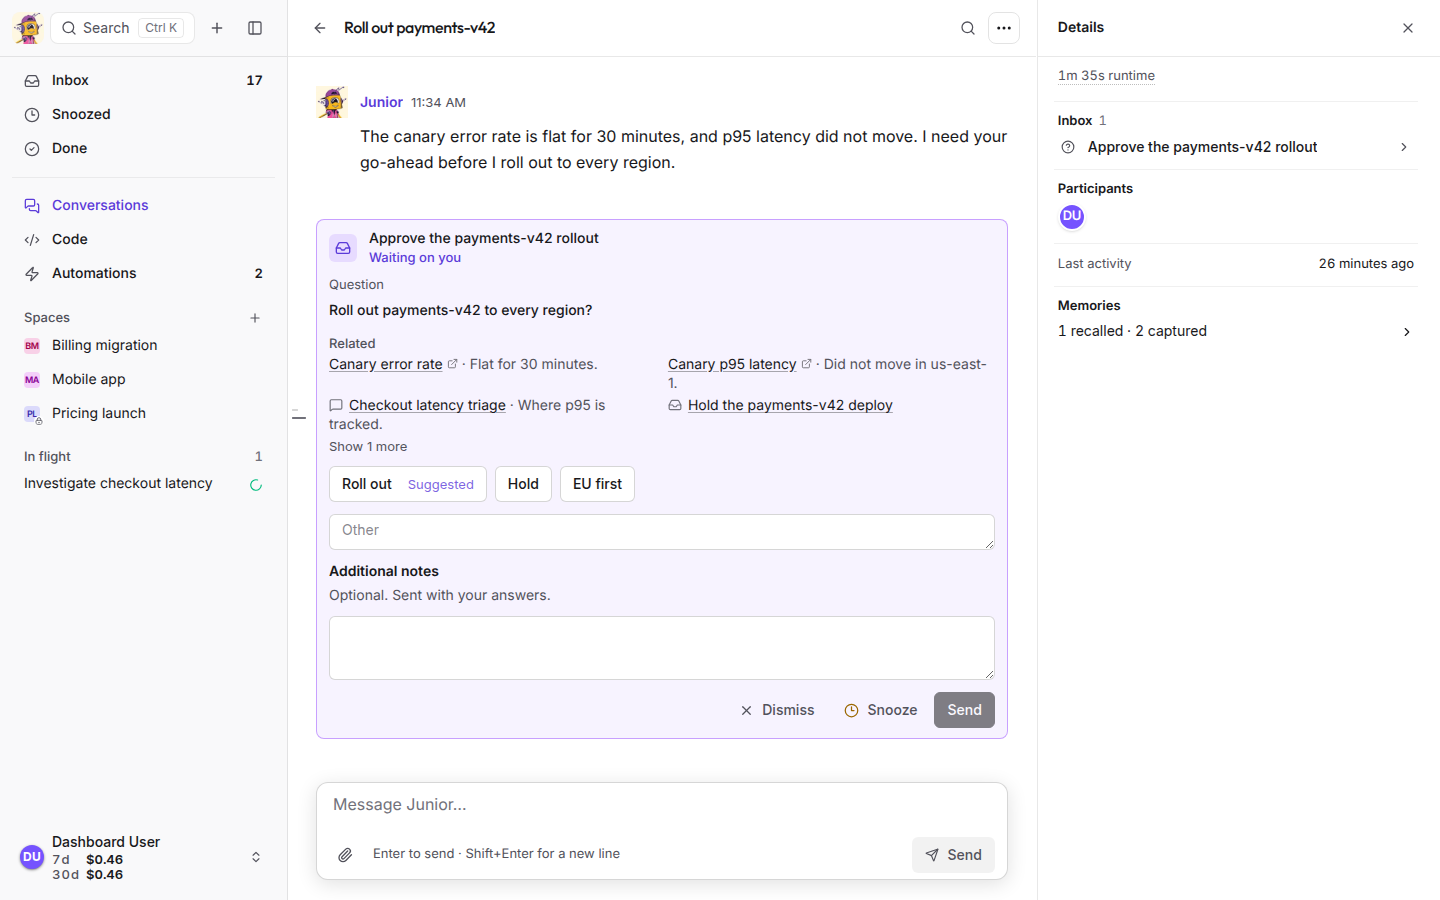 Search Ctrl K
Inbox 17
Snoozed
Done
Conversations
Code
Automations 2
Spaces
BM Billing migration
MA Mobile app
PL Pricing launch
In flight 1
Investigate checkout latency
DU Dashboard User
7d $0.46
30d $0.46
Roll out payments-v42
Junior 11:34 AM
The canary error rate is flat for 30 minutes, and p95 latency did not move. I need your
go-ahead before I roll out to every region.
Approve the payments-v42 rollout
Waiting on you
Question
Roll out payments-v42 to every region?
Related
Canary error rate · Flat for 30 minutes.
Canary p95 latency · Did not move in us-east-
1.
Checkout latency triage · Where p95 is
tracked.
Hold the payments-v42 deploy
Show 1 more
Roll out Suggested Hold EU first
Other
Additional notes
Optional. Sent with your answers.
Dismiss Snooze Send
Message Junior...
Enter to send · Shift+Enter for a new line Send
Details
1m 35s runtime
Inbox 1
Approve the payments-v42 rollout
Participants
DU
Last activity 26 minutes ago
Memories
1 recalled · 2 captured